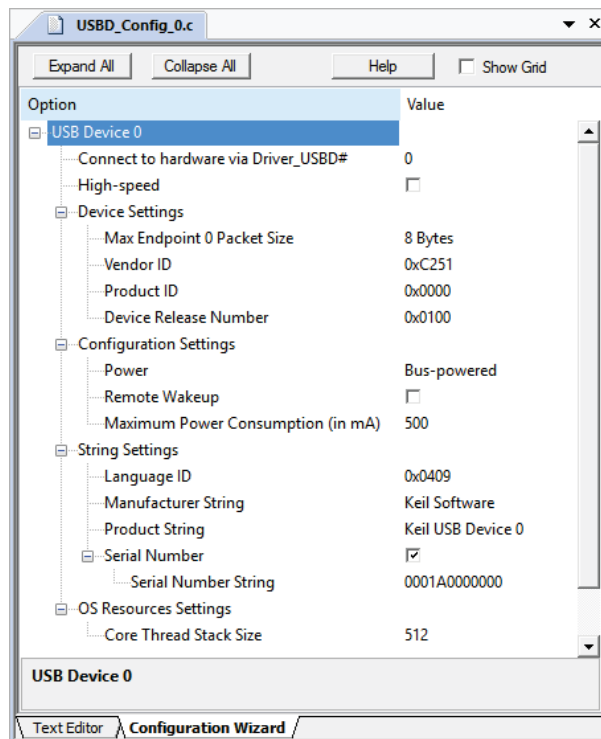 USBD_Config_0.c
Expand All Collapse All Help Show Grid
Option Value
USB Device 0
Connect to hardware via Driver_USBD# 0
High-speed
Device Settings
Max Endpoint 0 Packet Size 8 Bytes
Vendor ID 0xC251
Product ID 0x0000
Device Release Number 0x0100
Configuration Settings
Power Bus-powered
Remote Wakeup
Maximum Power Consumption (in mA) 500
String Settings
Language ID 0x0409
Manufacturer String Keil Software
Product String Keil USB Device 0
Serial Number
Serial Number String 0001A0000000
OS Resources Settings
Core Thread Stack Size 512
USB Device 0
Text Editor Configuration Wizard